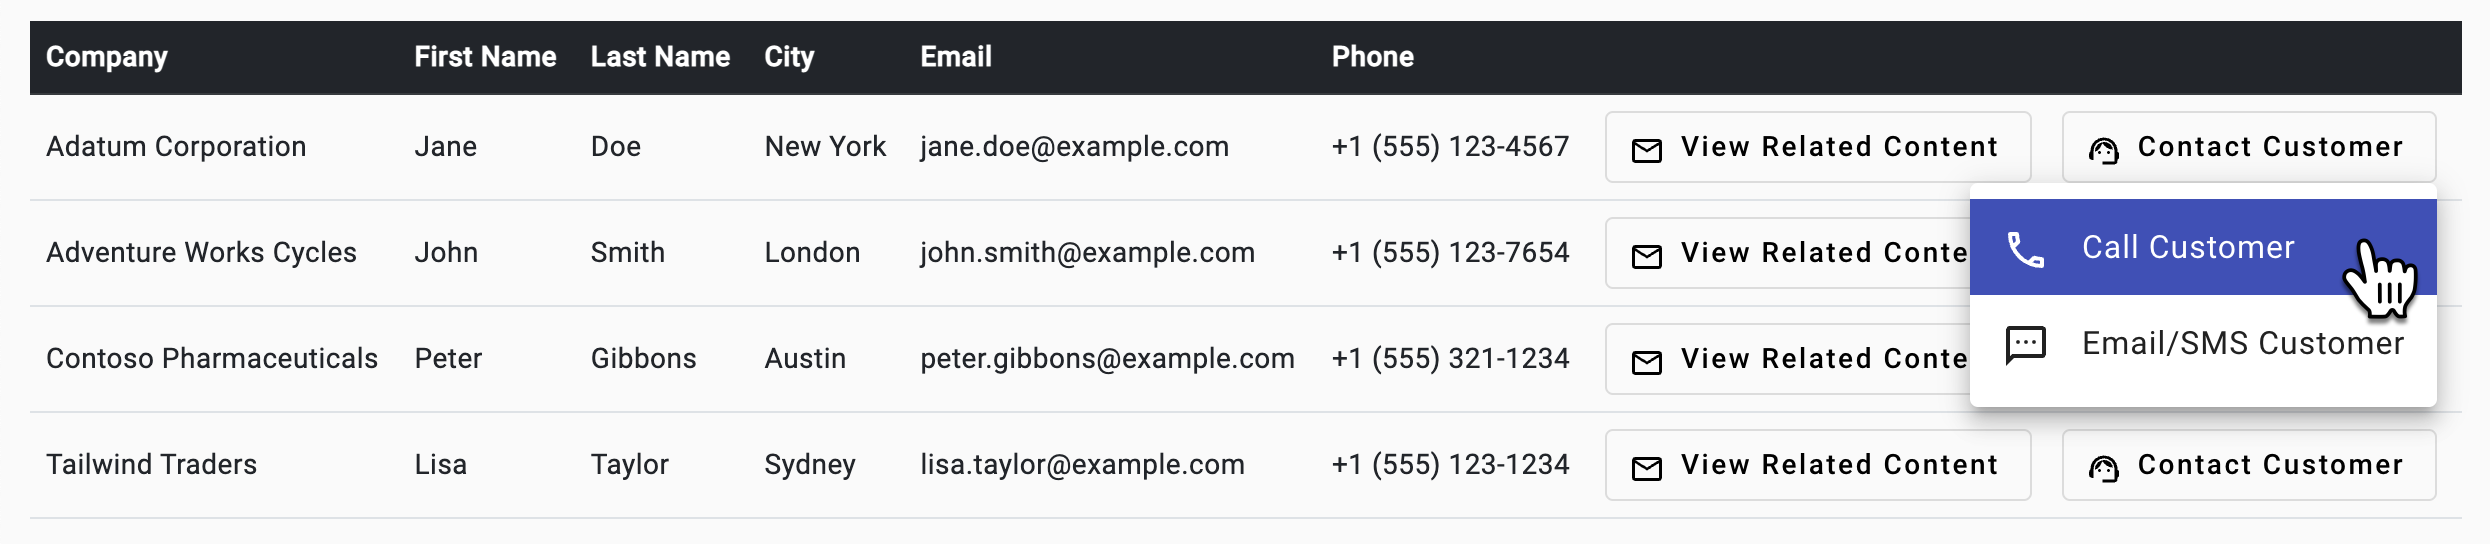 Company First Name Last Name City Email Phone
Adatum Corporation Jane Doe New York jane.doe@example.com +1 (555) 123-4567 View Related Content Contact Customer
Call Customer
Adventure Works Cycles John Smith London john.smith@example.com +1 (555) 123-7654 View Related Conte
Email/SMS Customer
Contoso Pharmaceuticals Peter Gibbons Austin peter.gibbons@example.com +1 (555) 321-1234 View Related Conte
Tailwind Traders Lisa Taylor Sydney lisa.taylor@example.com +1 (555) 123-1234 View Related Content Contact Customer